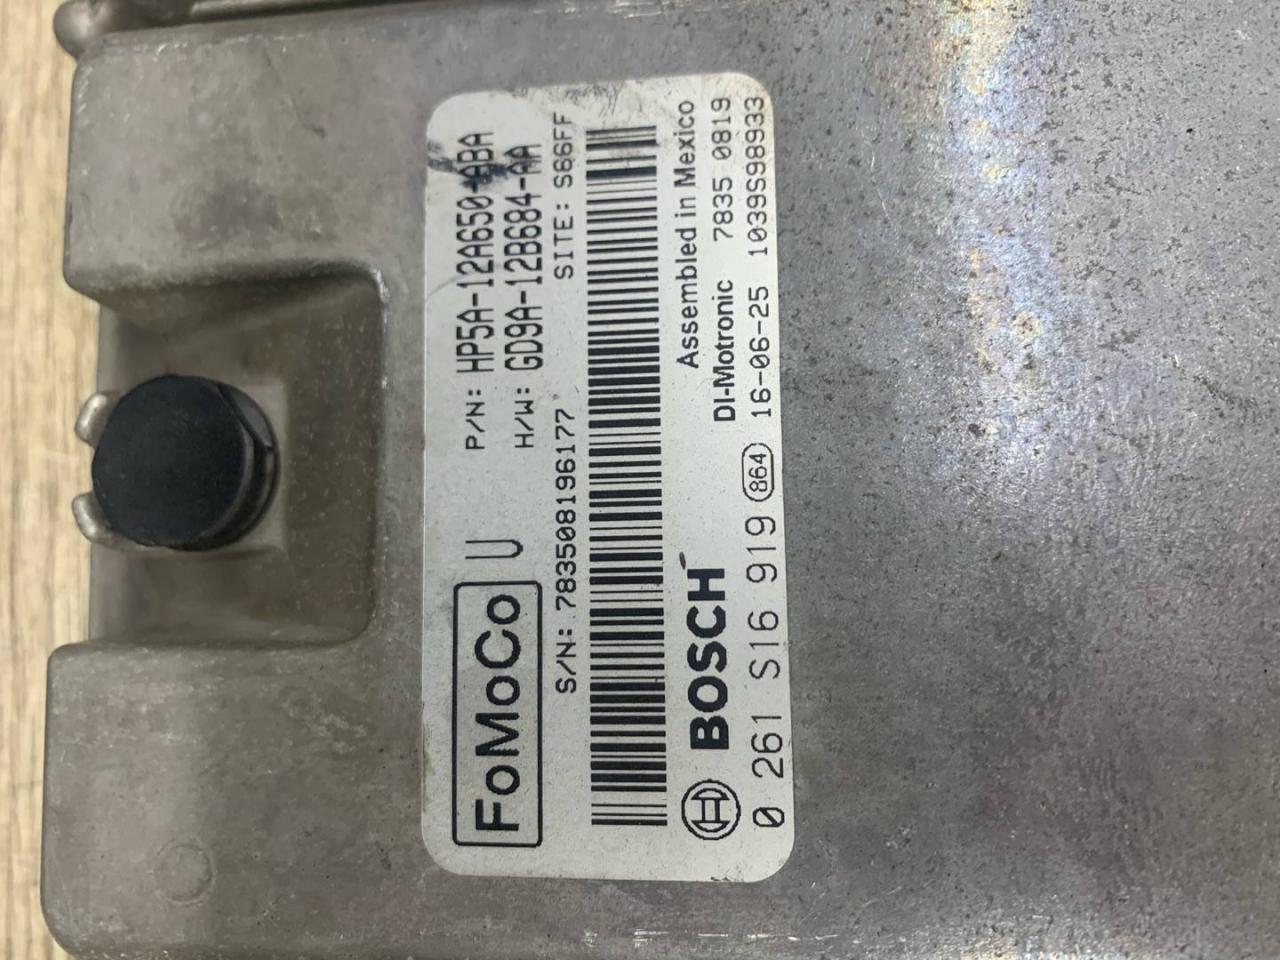 FoMoCo
U
P/N: HP5A-12A650-ABA
H/W: GD9A-12B684-AA
S/N: 783508196177 SITE: S66FF
BOSCH
Assembled in Mexico
DI-Motronic 7835 0819
0 261 S16 919 864 16-06-25 1039S98933